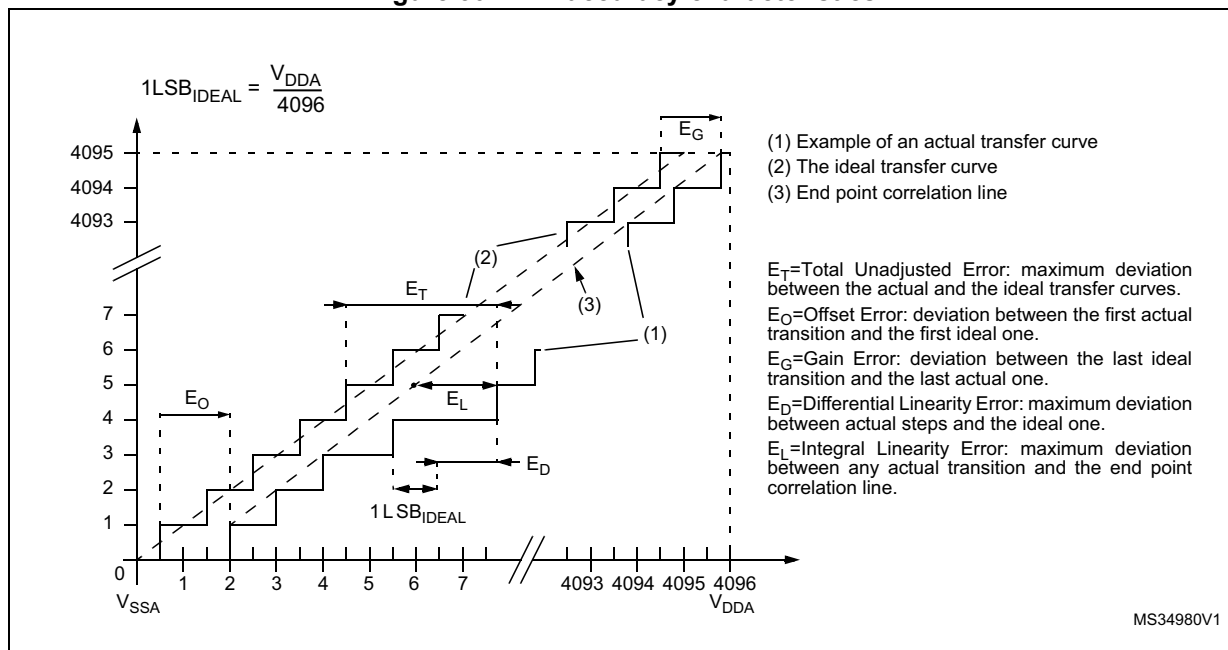 1LSB_IDEAL = V_DDA / 4096
E_G
4095
4094
4093
7
6
5
4
3
2
1
0
(2)
(3)
(1)
E_T
E_O
E_L
E_D
1 LSB_IDEAL
1 2 3 4 5 6 7 4093 4094 4095 4096
V_SSA
V_DDA
(1) Example of an actual transfer curve
(2) The ideal transfer curve
(3) End point correlation line
E_T=Total Unadjusted Error: maximum deviation
between the actual and the ideal transfer curves.
E_O=Offset Error: deviation between the first actual
transition and the first ideal one.
E_G=Gain Error: deviation between the last ideal
transition and the last actual one.
E_D=Differential Linearity Error: maximum deviation
between actual steps and the ideal one.
E_L=Integral Linearity Error: maximum deviation
between any actual transition and the end point
correlation line.
MS34980V1